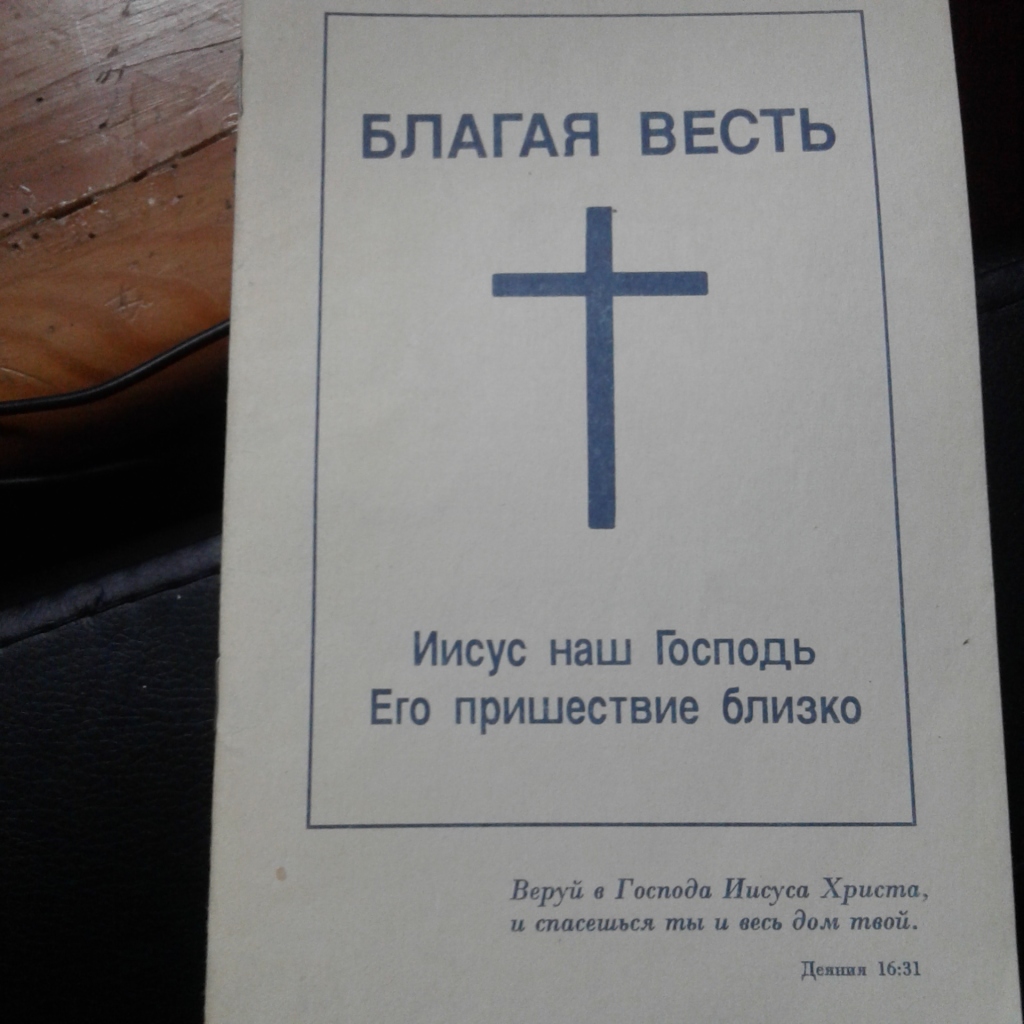 БЛАГАЯ ВЕСТЬ
Иисус наш Господь
Его пришествие близко
Веруй в Господа Иисуса Христа,
и спасешься ты и весь дом твой.
Деяния 16:31